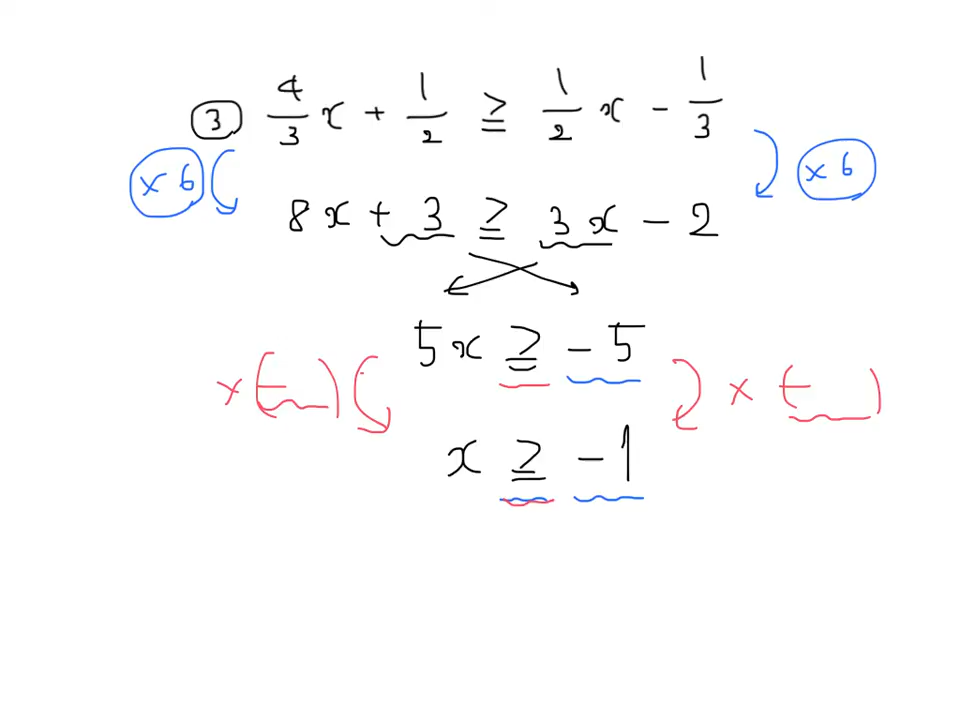 ③ 4/3 x + 1/2 ≧ 1/2 x - 1/3
×6 ×6
8x + 3 ≧ 3x - 2
5x ≧ -5
×(- ) ×(- )
x ≧ -1